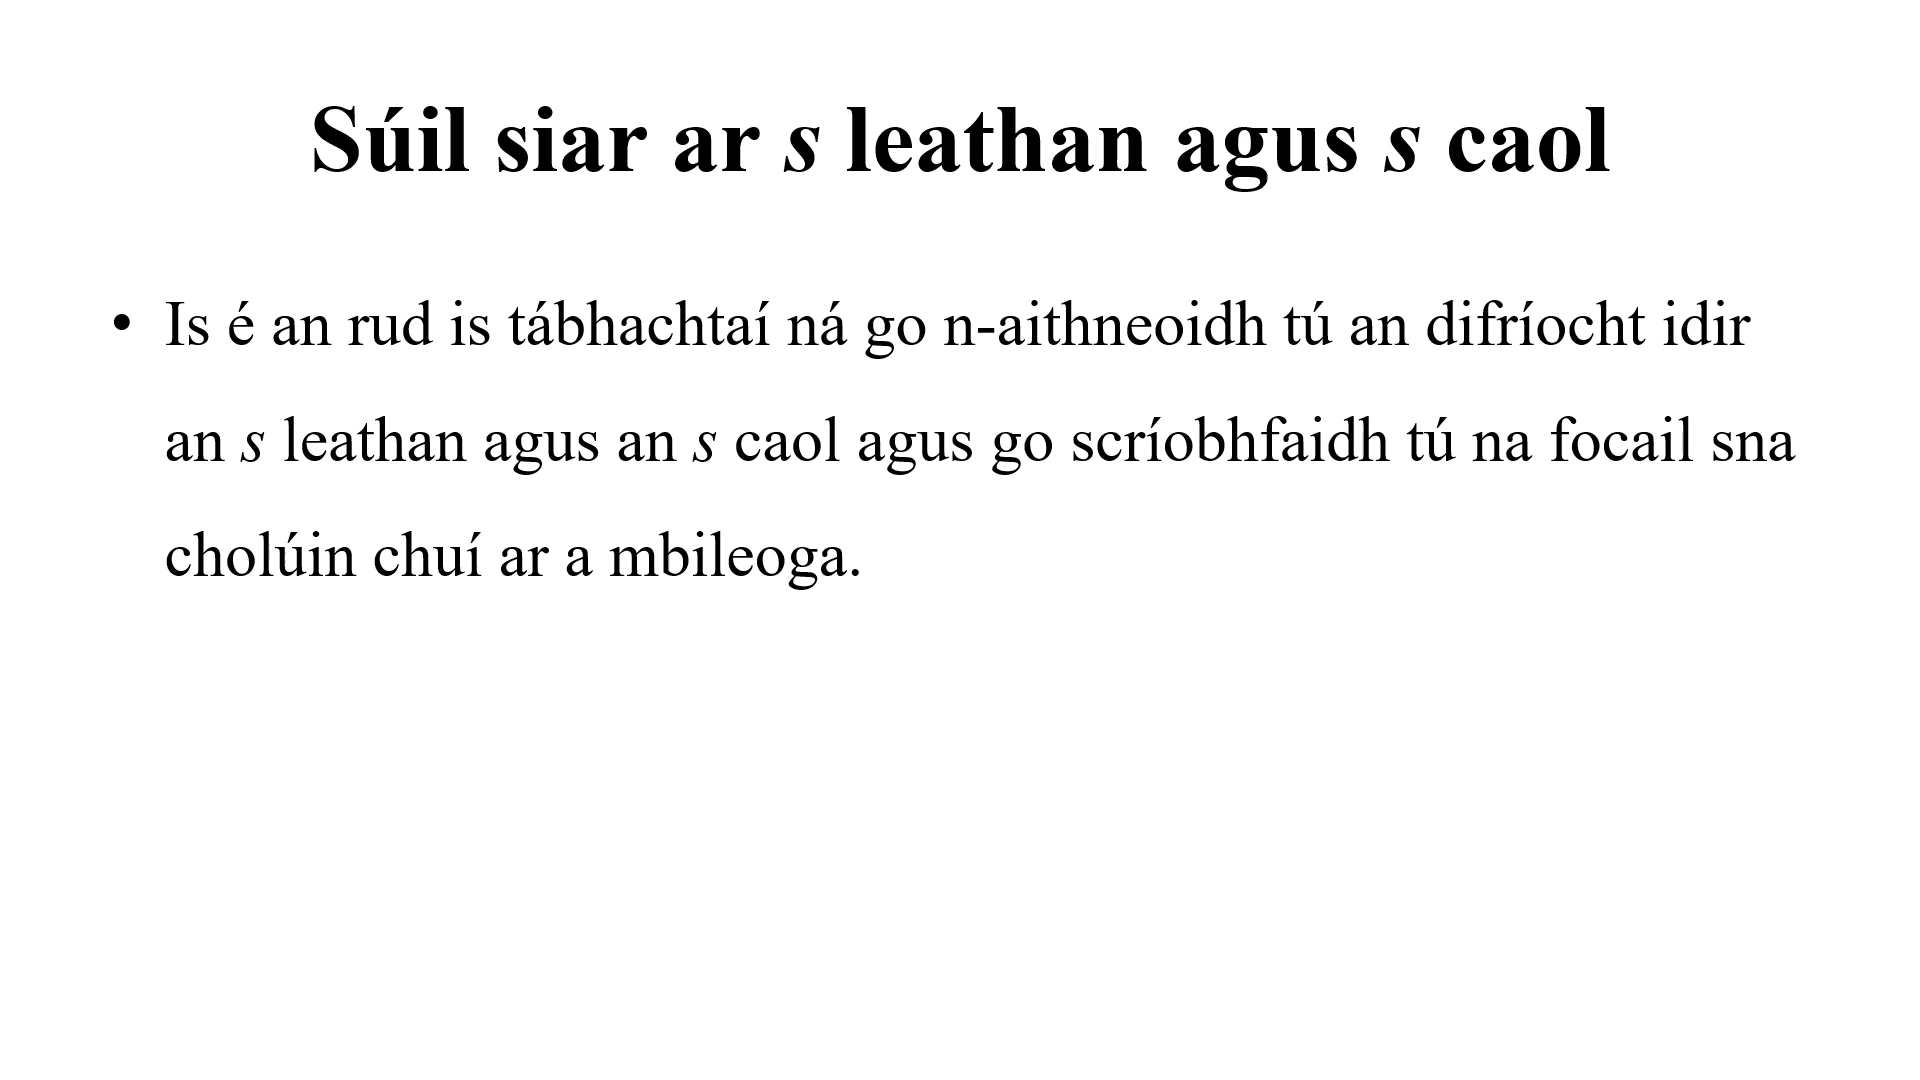 Súil siar ar s leathan agus s caol
• Is é an rud is tábhachtaí ná go n-aithneoidh tú an difríocht idir
an s leathan agus an s caol agus go scríobhfaidh tú na focail sna
cholúin chuí ar a mbileoga.